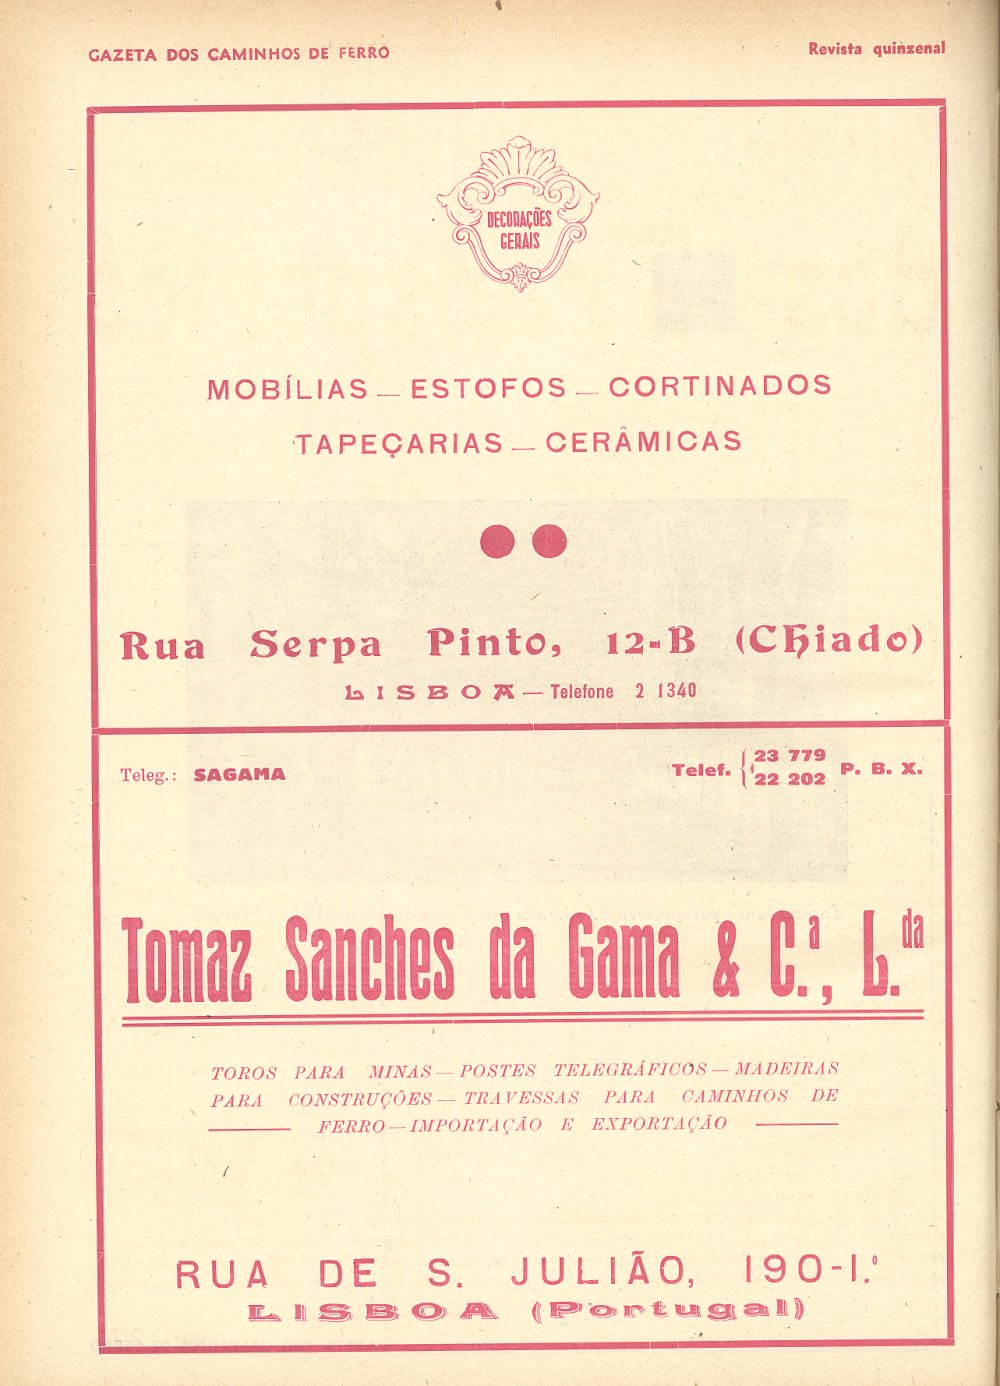 GAZETA DOS CAMINHOS DE FERRO
Revista quinzenal
DECORAÇÕES
GERAIS
MOBÍLIAS — ESTOFOS — CORTINADOS
TAPEÇARIAS — CERÂMICAS
Rua Serpa Pinto, 12-B (Chiado)
LISBOA — Telefone 2 1340
Teleg.: SAGAMA
Telef. { 23 779
22 202 P. B. X.
Tomaz Sanches da Gama & C.ª, L.da
TOROS PARA MINAS — POSTES TELEGRÁFICOS — MADEIRAS
PARA CONSTRUÇÕES — TRAVESSAS PARA CAMINHOS DE
FERRO — IMPORTAÇÃO E EXPORTAÇÃO
RUA DE S. JULIÃO, 190-1.º
LISBOA (Portugal)